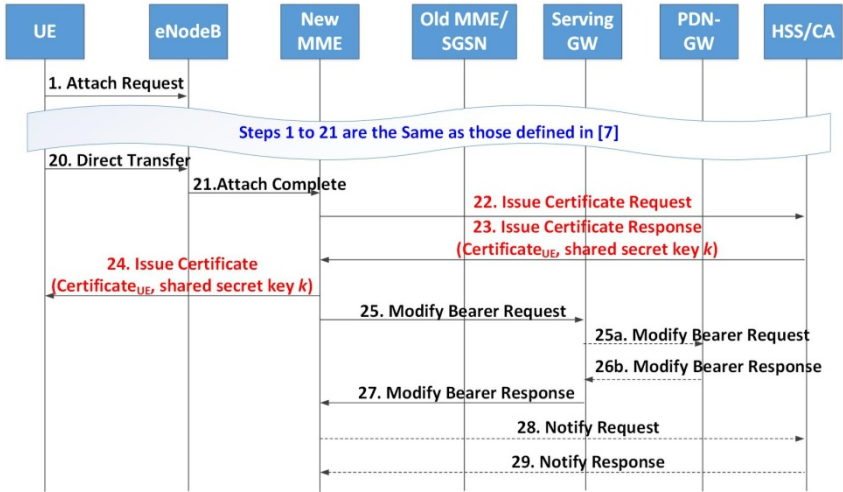 UE
eNodeB
New
MME
Old MME/
SGSN
Serving
GW
PDN-
GW
HSS/CA
1. Attach Request
Steps 1 to 21 are the Same as those defined in [7]
20. Direct Transfer
21.Attach Complete
22. Issue Certificate Request
23. Issue Certificate Response
(CertificateUE, shared secret key k)
24. Issue Certificate
(CertificateUE, shared secret key k)
25. Modify Bearer Request
25a. Modify Bearer Request
26b. Modify Bearer Response
27. Modify Bearer Response
28. Notify Request
29. Notify Response